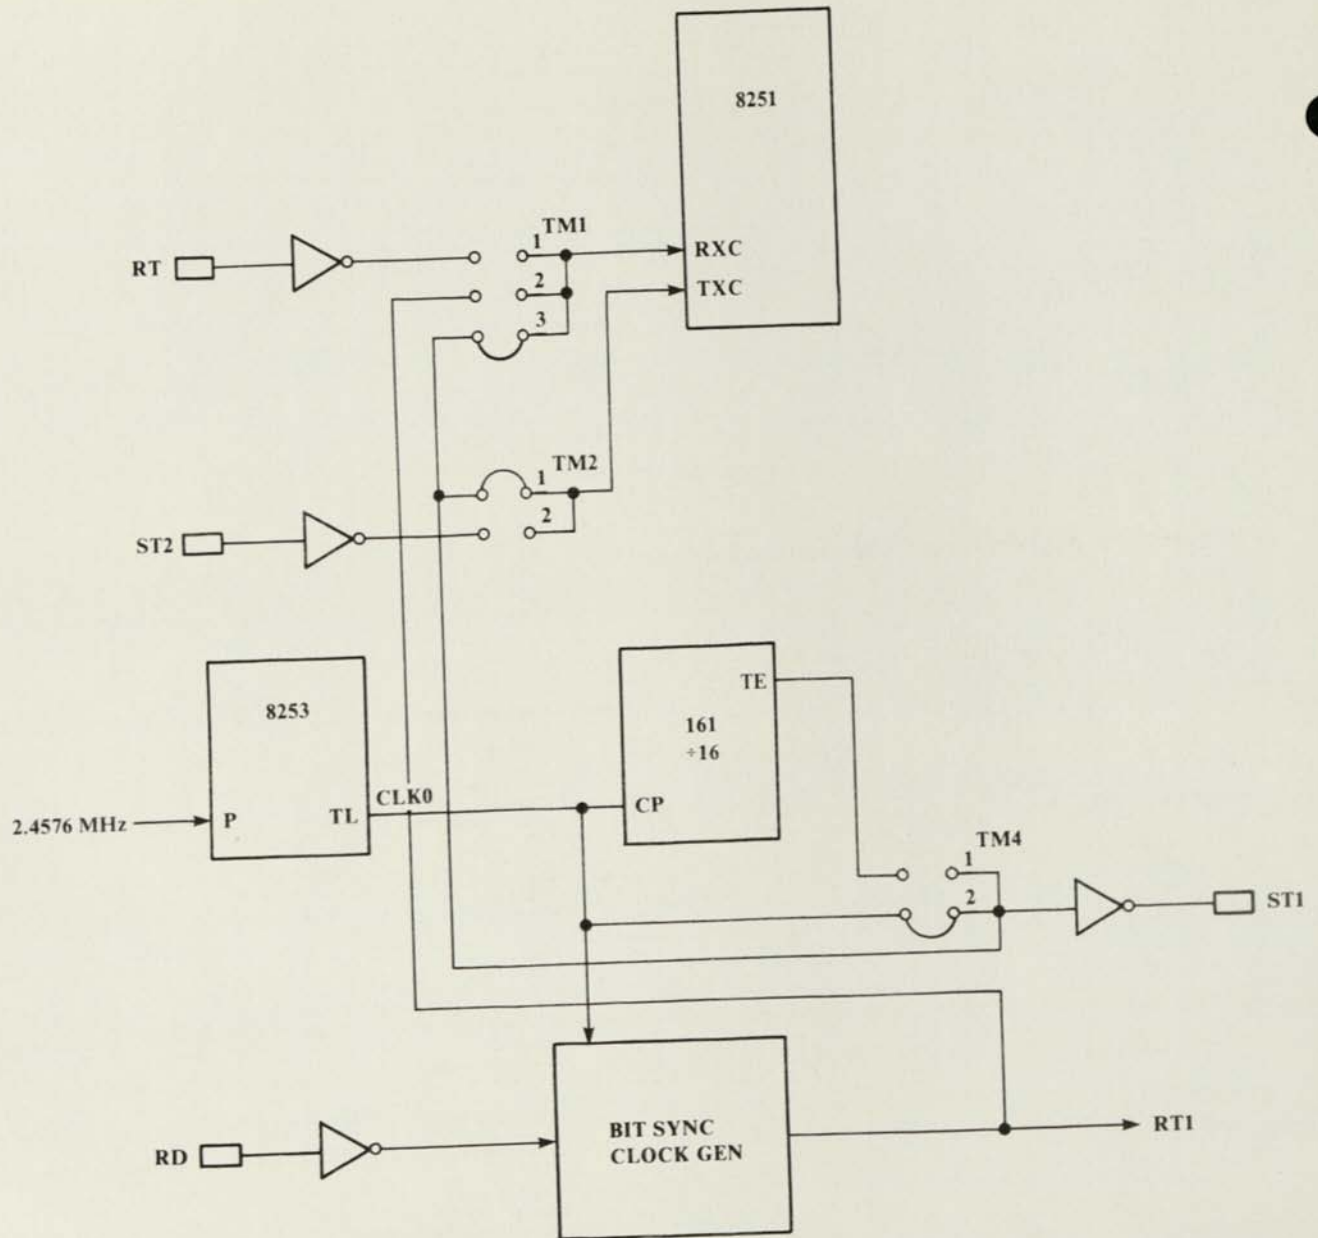 8251
TM1
RT
1
RXC
2
TXC
3
TM2
1
2
ST2
8253
TE
161
÷16
CLK0
2.4576 MHz
P
TL
CP
TM4
1
2
ST1
BIT SYNC
CLOCK GEN
RD
RT1